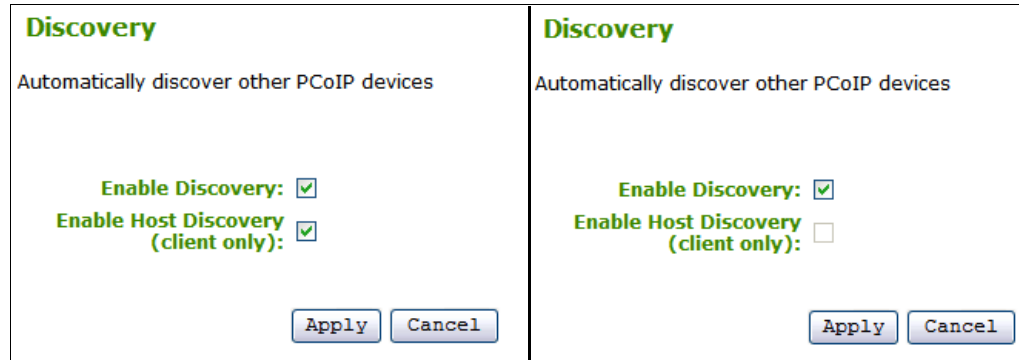 Discovery
Automatically discover other PCoIP devices
Enable Discovery:
Enable Host Discovery
(client only):
Apply Cancel
Discovery
Automatically discover other PCoIP devices
Enable Discovery:
Enable Host Discovery
(client only):
Apply Cancel